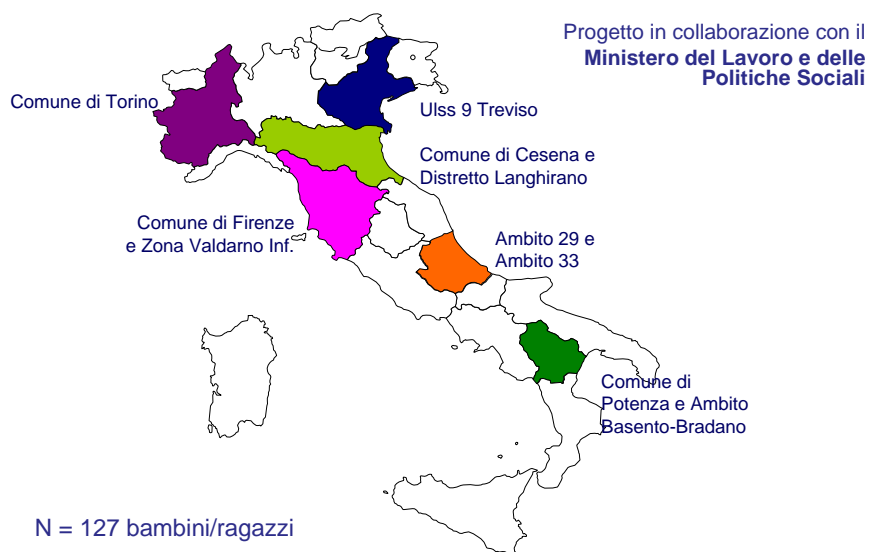 Progetto in collaborazione con il
Ministero del Lavoro e delle
Politiche Sociali
Comune di Torino
Ulss 9 Treviso
Comune di Cesena e
Distretto Langhirano
Comune di Firenze
e Zona Valdarno Inf.
Ambito 29 e
Ambito 33
Comune di
Potenza e Ambito
Basento-Bradano
N = 127 bambini/ragazzi